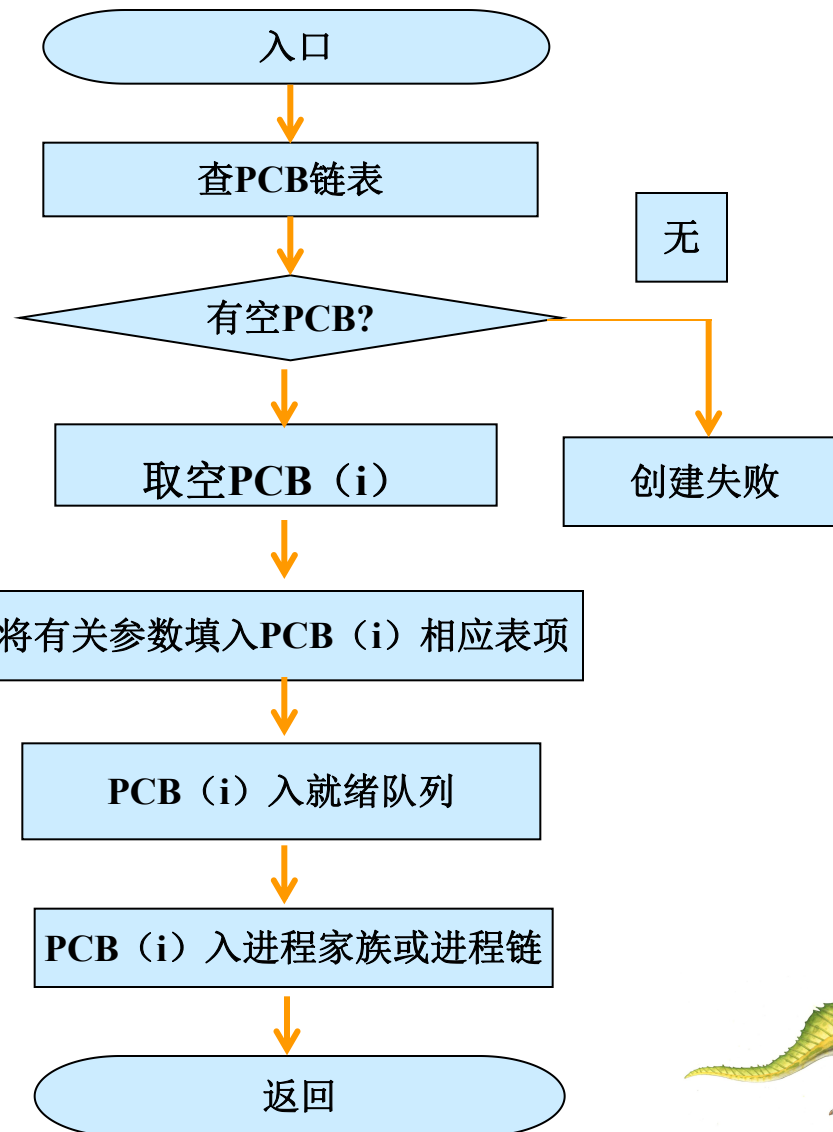 入口
查PCB链表
无
有空PCB?
取空PCB（i）
创建失败
将有关参数填入PCB（i）相应表项
PCB（i）入就绪队列
PCB（i）入进程家族或进程链
返回